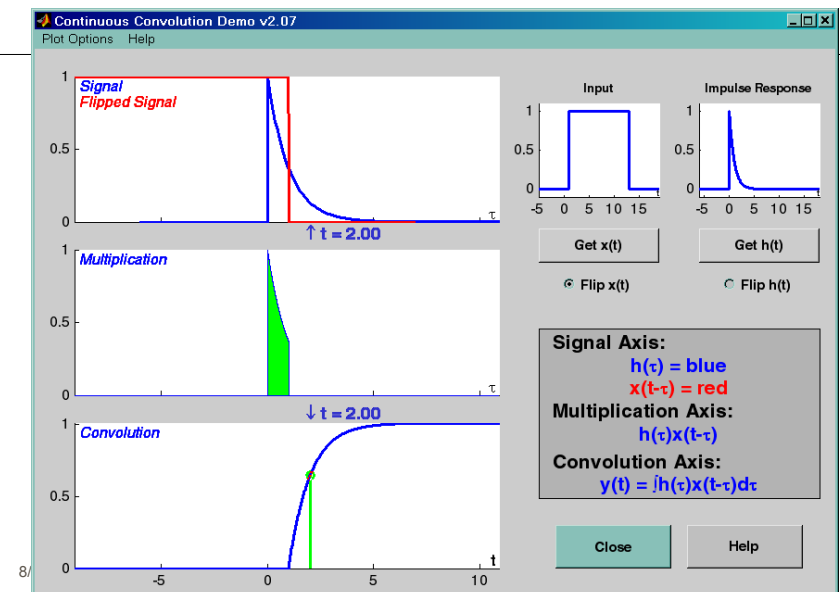 Continuous Convolution Demo v2.07
Plot Options Help
Signal
Flipped Signal
1
0.5
0
τ
↑ t = 2.00
Multiplication
1
0.5
0
τ
↓ t = 2.00
Convolution
1
0.5
0
t
-5 0 5 10
Input
1
0.5
0
-5 0 5 10 15
Impulse Response
1
0.5
0
t
-5 0 5 10 15
Get x(t)
Get h(t)
Flip x(t)
Flip h(t)
Signal Axis:
h(τ) = blue
x(t-τ) = red
Multiplication Axis:
h(τ)x(t-τ)
Convolution Axis:
y(t) = ∫h(τ)x(t-τ)dτ
Close
Help
8/